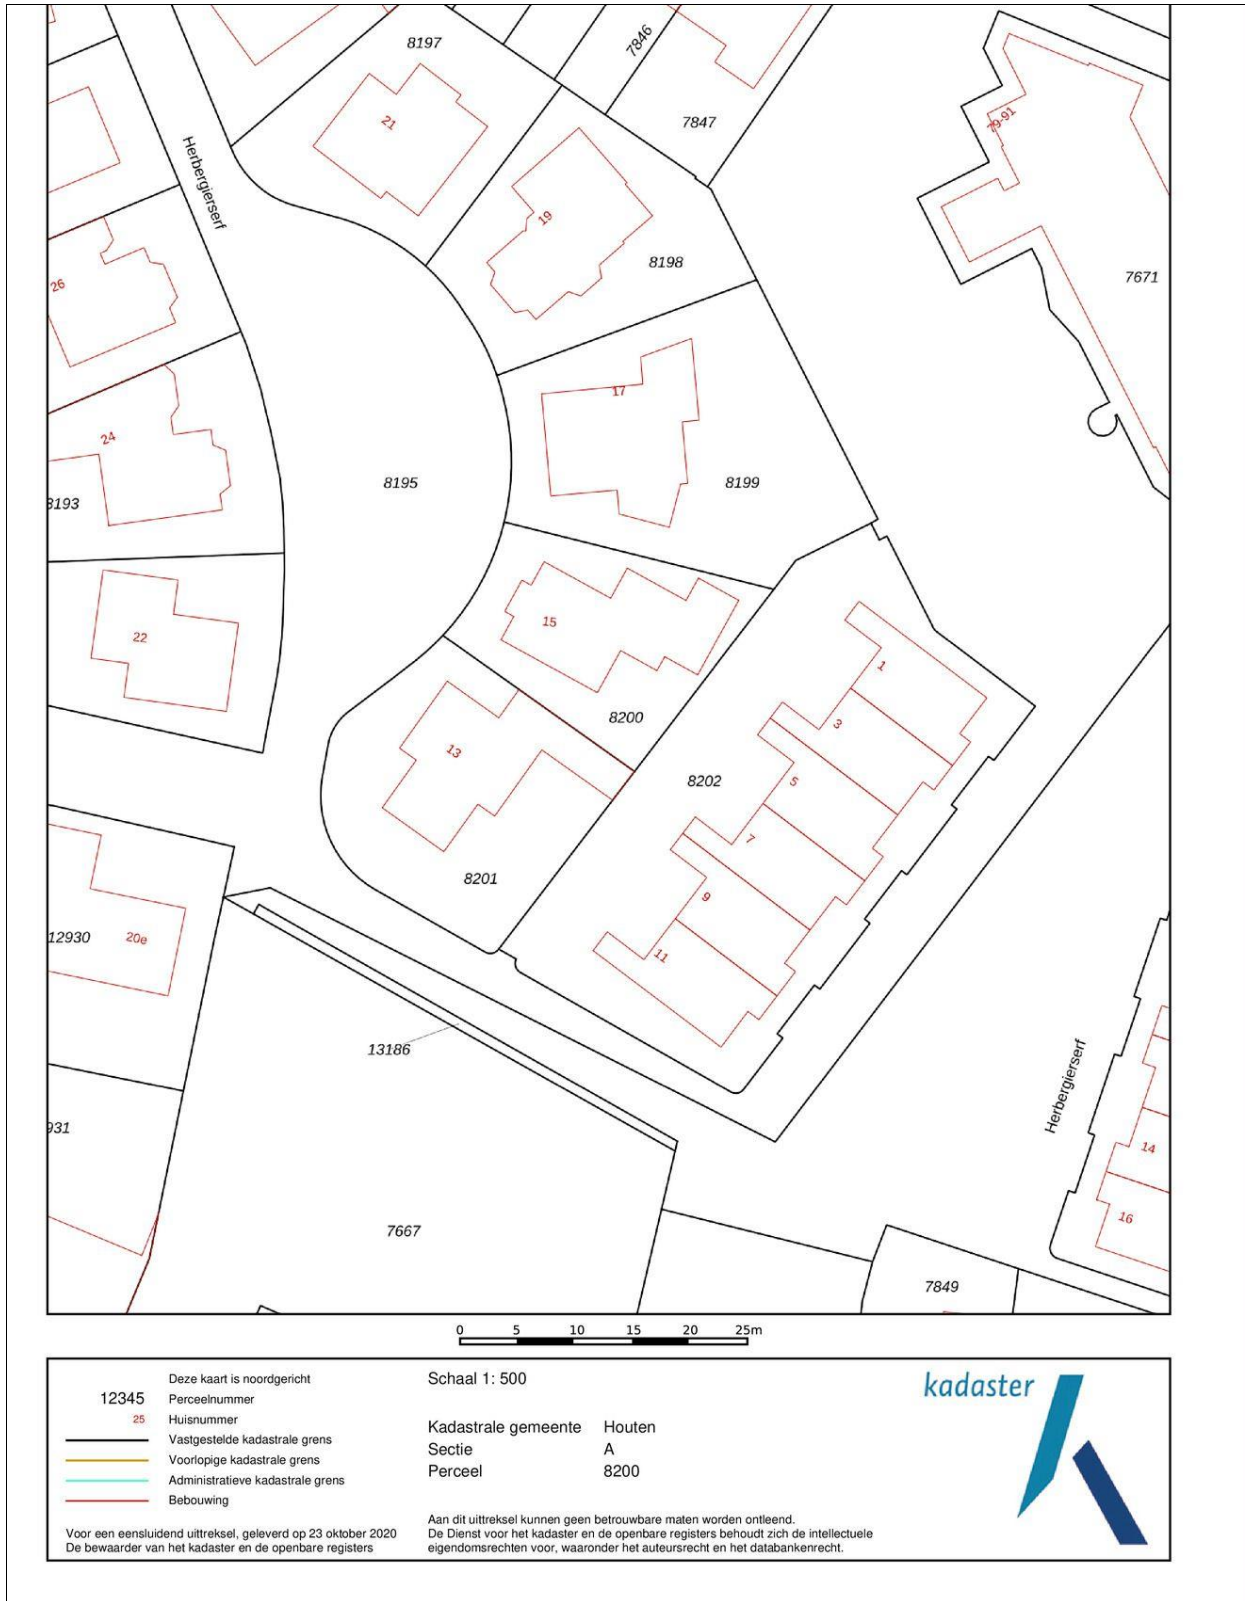 8197
7846
21
7847
79-91
Herbergierserf
19
8198
7671
26
17
24
8195
8199
8193
15
22
1
8200
3
13
8202
5
7
8201
9
12930
20e
11
13186
Herbergierserf
931
14
16
7667
7849
0 5 10 15 20 25m
Deze kaart is noordgericht
12345 Perceelnummer
25 Huisnummer
Vastgestelde kadastrale grens
Voorlopige kadastrale grens
Administratieve kadastrale grens
Bebouwing
Voor een eensluidend uittreksel, geleverd op 23 oktober 2020
De bewaarder van het kadaster en de openbare registers
Schaal 1: 500
Kadastrale gemeente Houten
Sectie A
Perceel 8200
Aan dit uittreksel kunnen geen betrouwbare maten worden ontleend.
De Dienst voor het kadaster en de openbare registers behoudt zich de intellectuele
eigendomsrechten voor, waaronder het auteursrecht en het databankenrecht.
kadaster